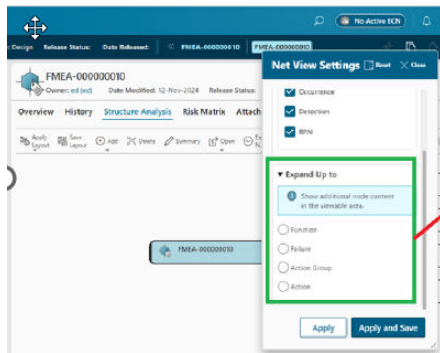 No Active ECN
Design Release Status: Date Released: FMEA-000000010 FMEA-000000010
FMEA-000000010
Owner: ed (ed) Date Modified: 12-Nov-2024 Release Status:
Overview History Structure Analysis Risk Matrix Attach
Apply Layout Save Layout Add Delete Summary Open
FMEA-000000010
Net View Settings Reset Close
Occurrence
Detection
RPN
Expand Up to
Show additional node content
in the viewable area.
Function
Failure
Action Group
Action
Apply Apply and Save